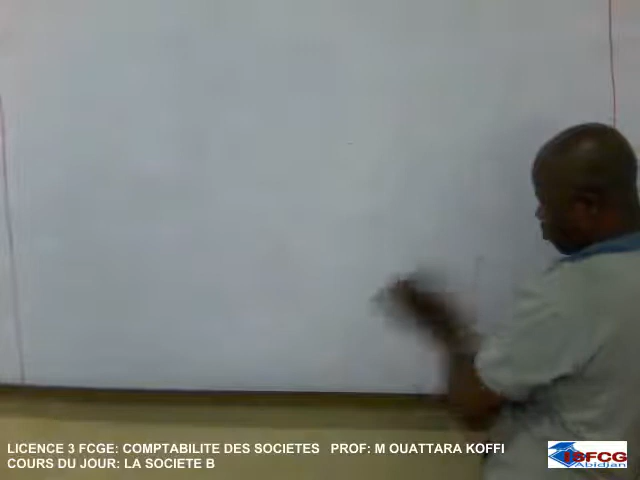 LICENCE 3 FCGE: COMPTABILITE DES SOCIETES PROF: M OUATTARA KOFFI
COURS DU JOUR: LA SOCIETE B
ISFCG
Abidjan